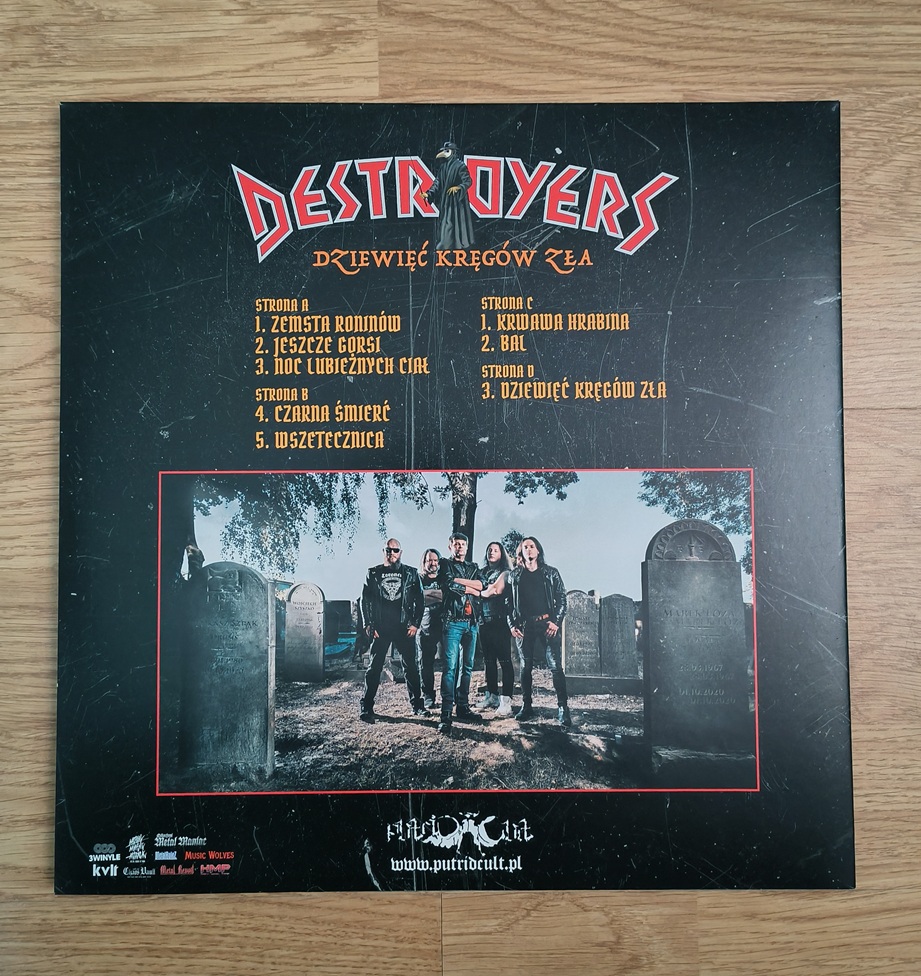 DESTROYERS
DZIEWIĘĆ KRĘGÓW ZŁA
STRONA A
1. ZEMSTA RONINÓW
2. JESZCZE GORSI
3. NOC LUBIEŻNYCH CIAŁ
STRONA B
4. CZARNA ŚMIERĆ
5. WSZETECZNICA
STRONA C
1. KRWAWA HRABINA
2. BAL
STRONA D
3. DZIEWIĘĆ KRĘGÓW ZŁA
www.putridcult.pl
Metal Maniac
3WINYLE
MUSIC WOLVES
kvlt
HMP